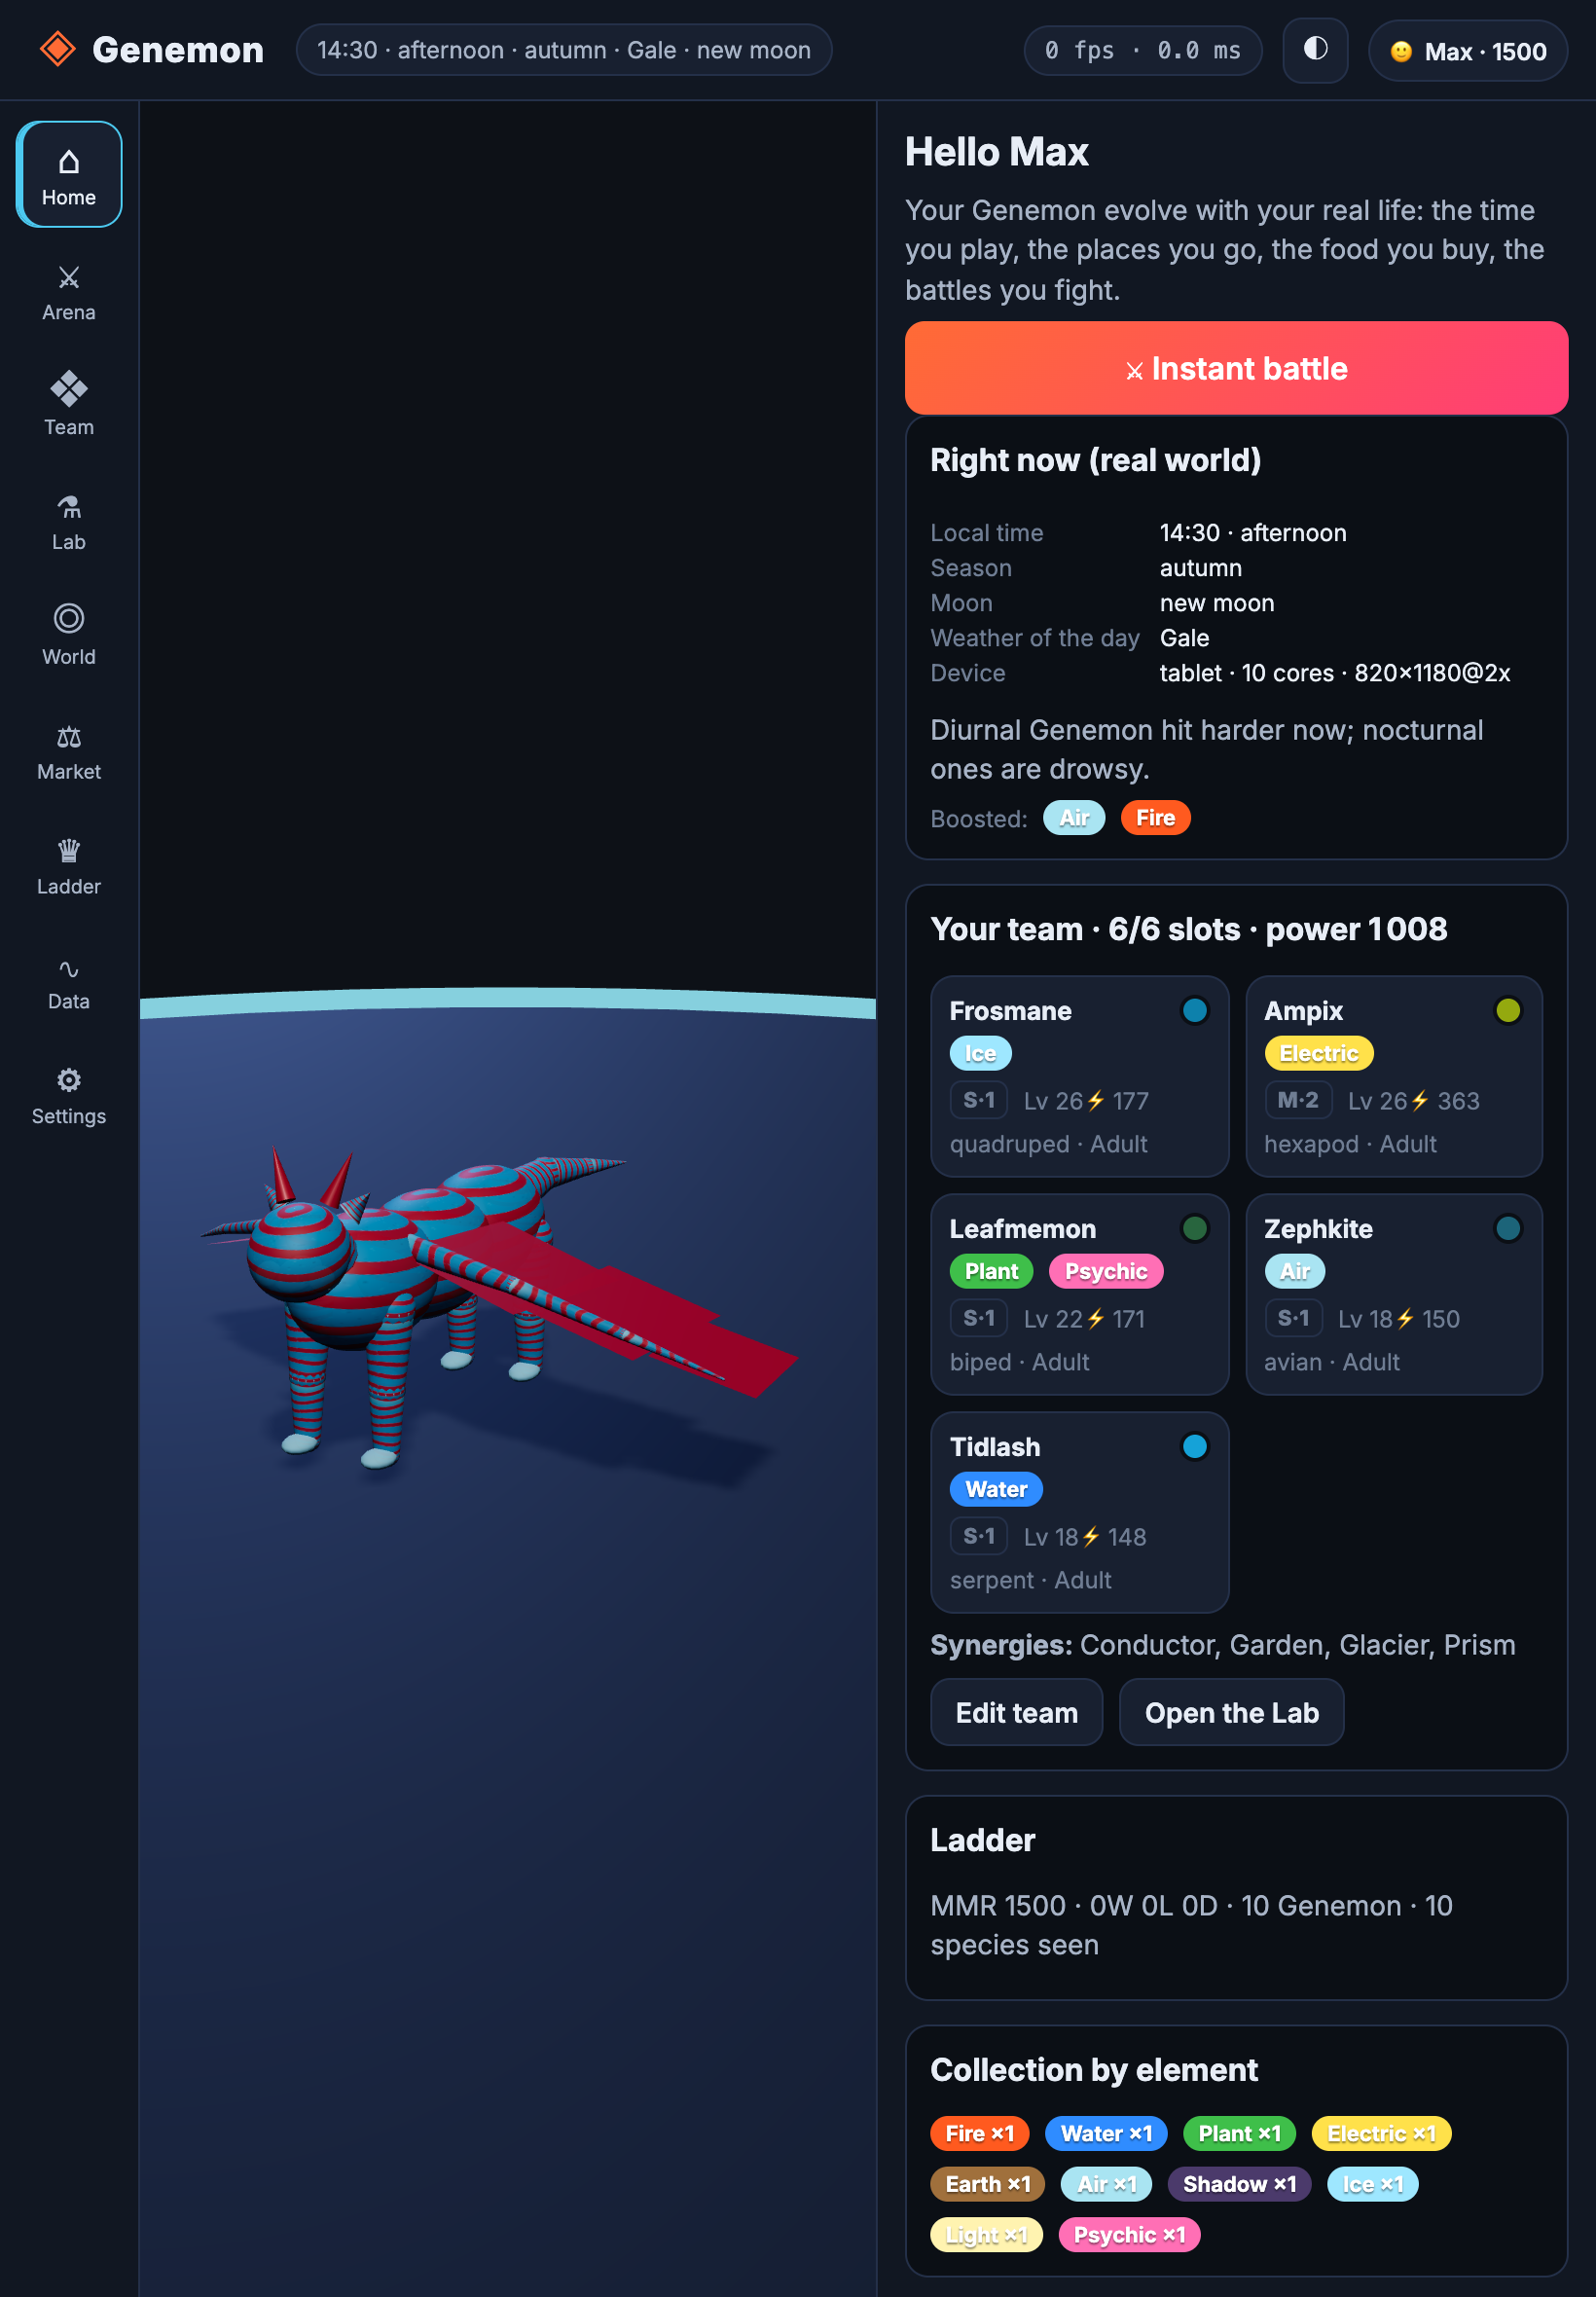 Genemon
14:30 · afternoon · autumn · Gale · new moon
0 fps · 0.0 ms
Max · 1500
Home
Arena
Team
Lab
World
Market
Ladder
Data
Settings
Hello Max
Your Genemon evolve with your real life: the time
you play, the places you go, the food you buy, the
battles you fight.
⚔ Instant battle
Right now (real world)
Local time 14:30 · afternoon
Season autumn
Moon new moon
Weather of the day Gale
Device tablet · 10 cores · 820×1180@2x
Diurnal Genemon hit harder now; nocturnal
ones are drowsy.
Boosted: Air Fire
Your team · 6/6 slots · power 1008
Frosmane
Ice
S·1 Lv 26⚡ 177
quadruped · Adult
Ampix
Electric
M·2 Lv 26⚡ 363
hexapod · Adult
Leafmemon
Plant Psychic
S·1 Lv 22⚡ 171
biped · Adult
Zephkite
Air
S·1 Lv 18⚡ 150
avian · Adult
Tidlash
Water
S·1 Lv 18⚡ 148
serpent · Adult
Synergies: Conductor, Garden, Glacier, Prism
Edit team Open the Lab
Ladder
MMR 1500 · 0W 0L 0D · 10 Genemon · 10
species seen
Collection by element
Fire ×1 Water ×1 Plant ×1 Electric ×1
Earth ×1 Air ×1 Shadow ×1 Ice ×1
Light ×1 Psychic ×1